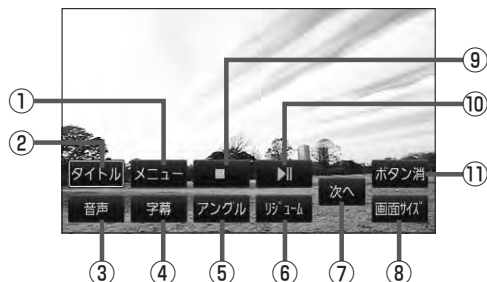 ⑨
① ⑩
② ⑪
タイトル メニュー ■ ▶II ボタン消
次へ
音声 字幕 アングル リジューム 画面サイズ
③ ④ ⑤ ⑥ ⑦ ⑧